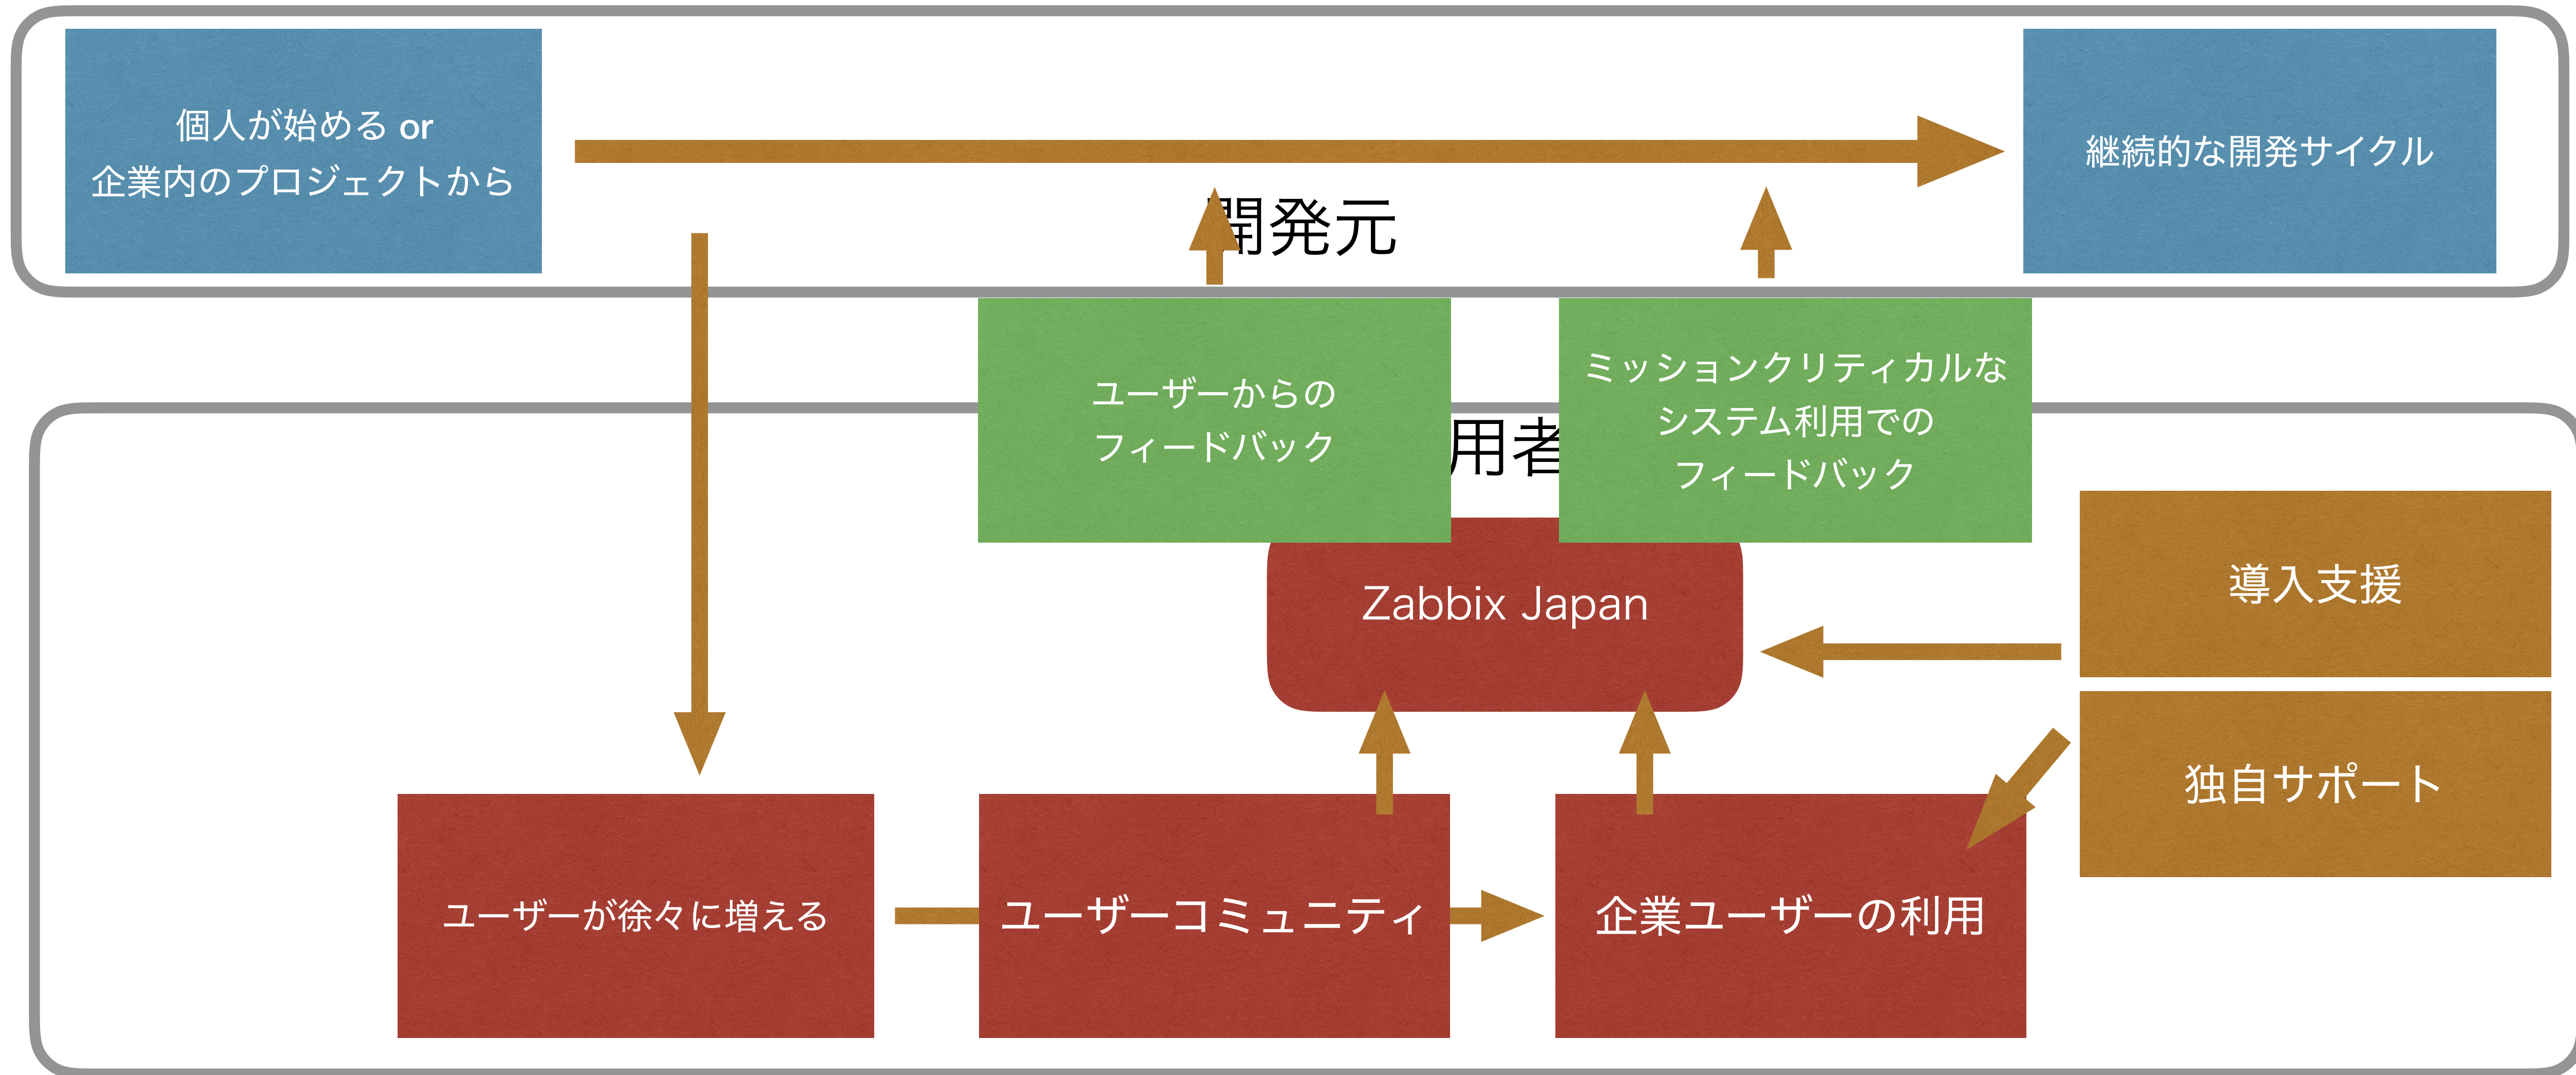 個人が始める or
企業内のプロジェクトから
継続的な開発サイクル
開発元
ユーザーからの
フィードバック
ミッションクリティカルな
システム利用での
フィードバック
用者
Zabbix Japan
導入支援
独自サポート
ユーザーが徐々に増える
ユーザーコミュニティ
企業ユーザーの利用